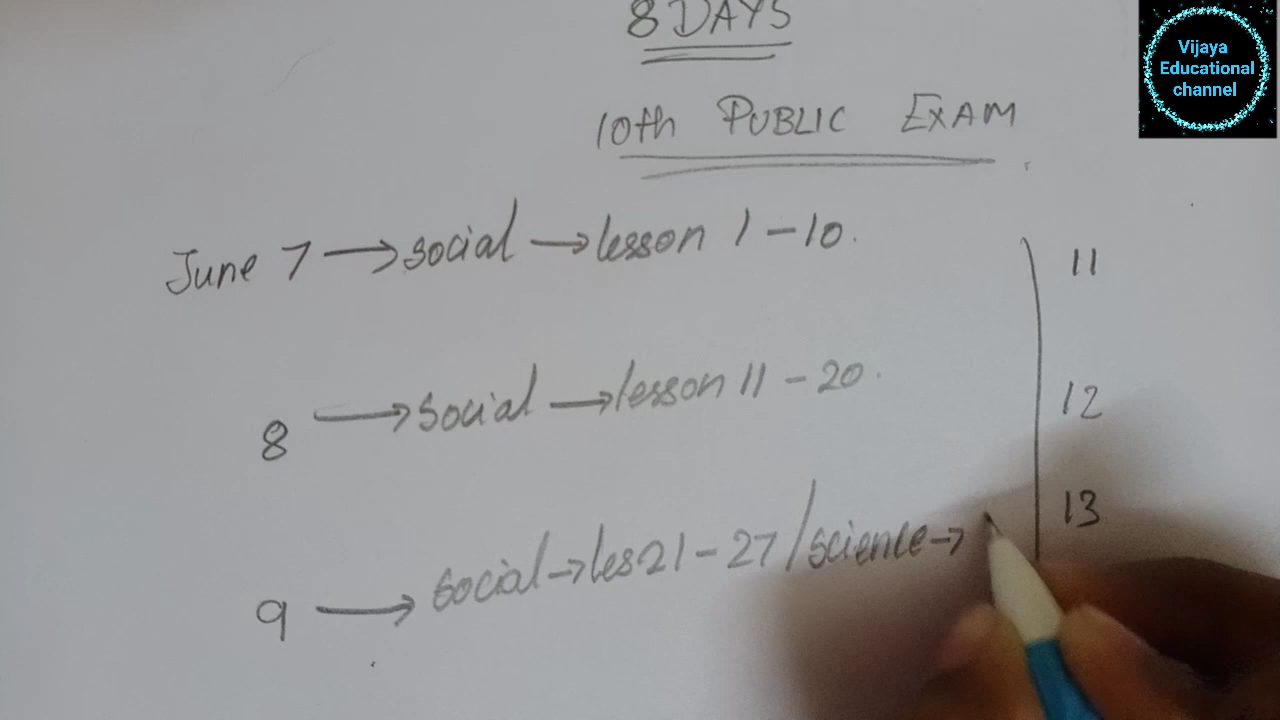 8 DAYS
10th PUBLIC EXAM
June 7 → social → lesson 1 - 10.
8 → social → lesson 11 - 20.
9 → social → les 21 - 27 / science →
11
12
13
Vijaya
Educational
channel